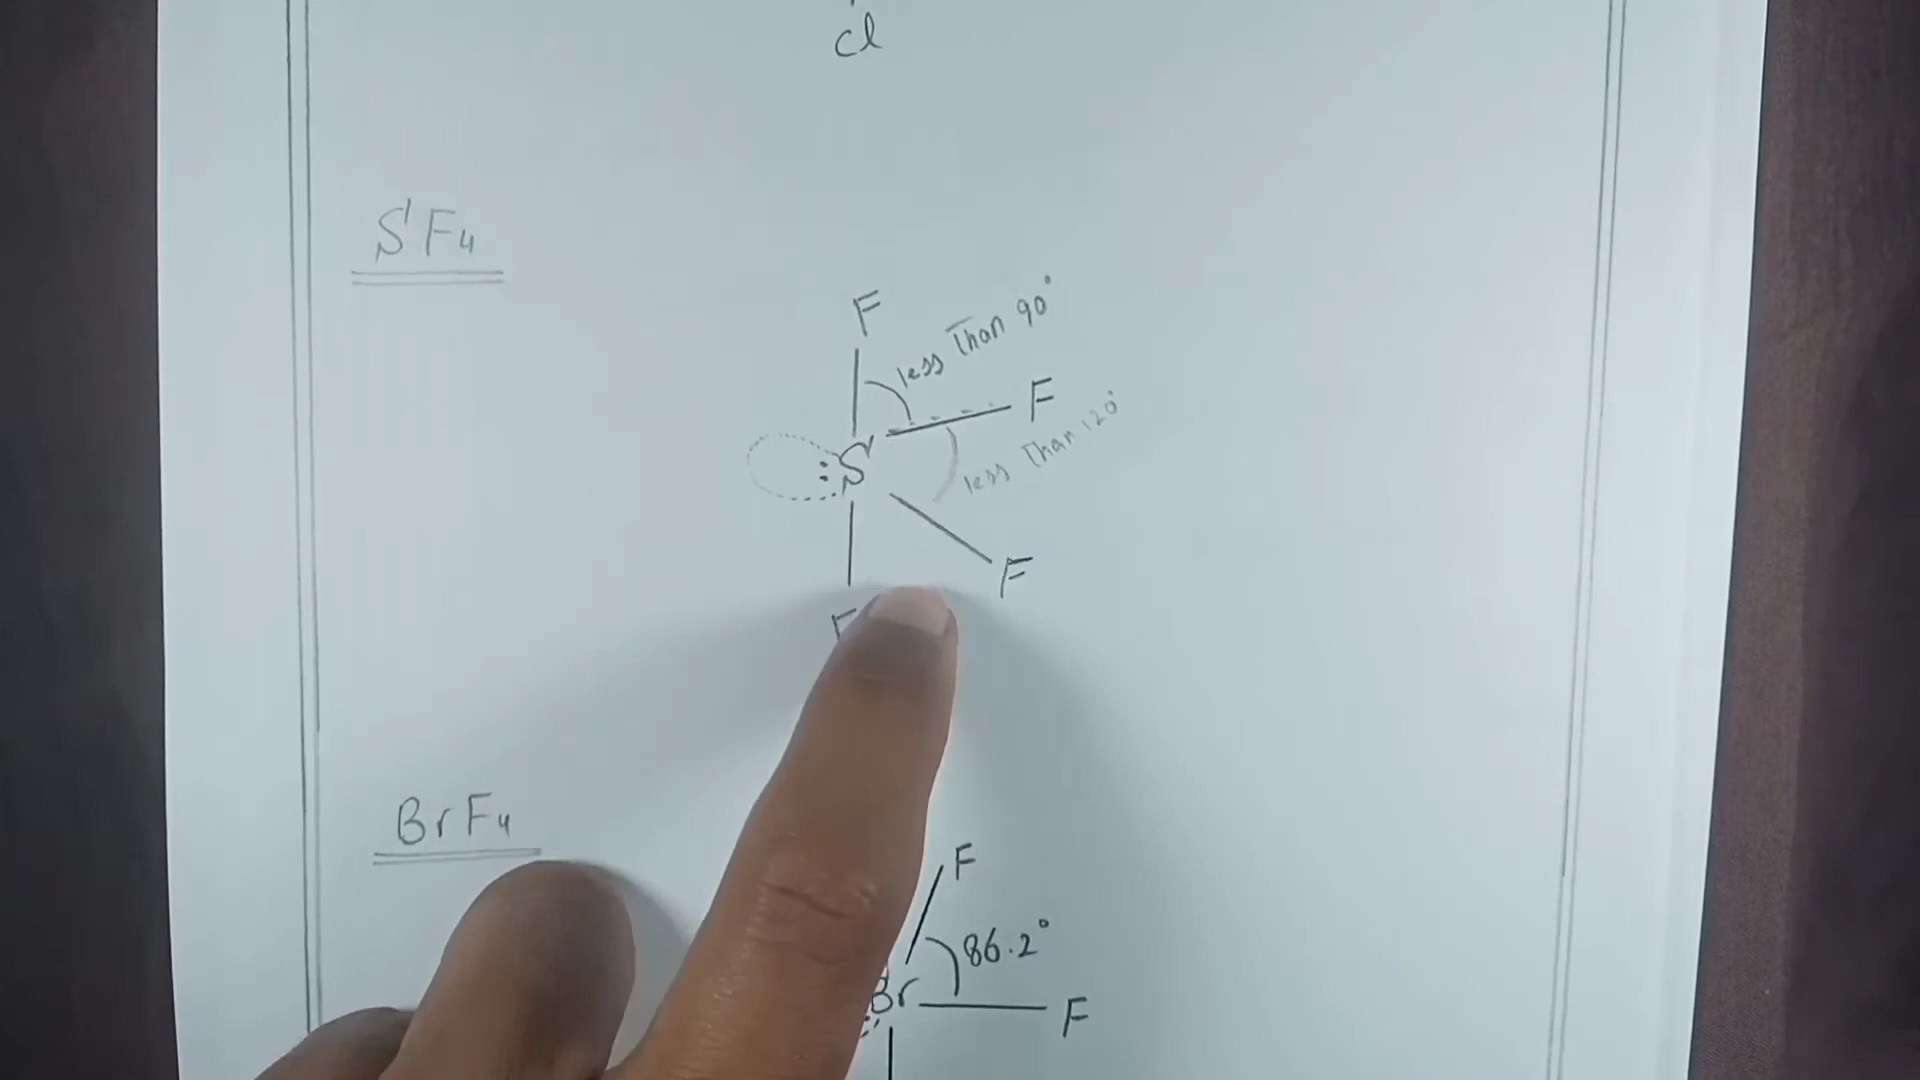 Cl
SF4
F
less Than 90°
F
less Than 120°
:S
F
F
BrF4
F
86.2°
Br
F